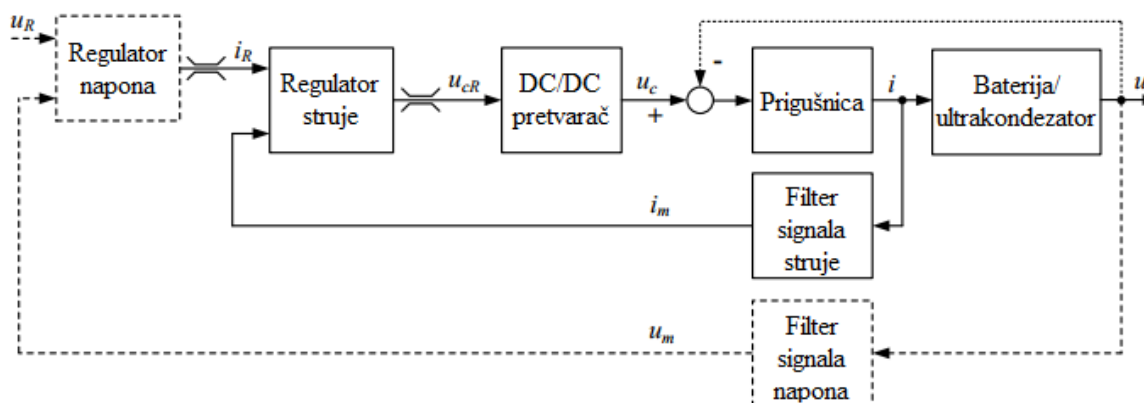 u_R
Regulator
napona
i_R
Regulator
struje
u_cR
DC/DC
pretvarač
u_c
+
-
Prigušnica
i
Baterija/
ultrakondezator
u
i_m
Filter
signala
struje
u_m
Filter
signala
napona